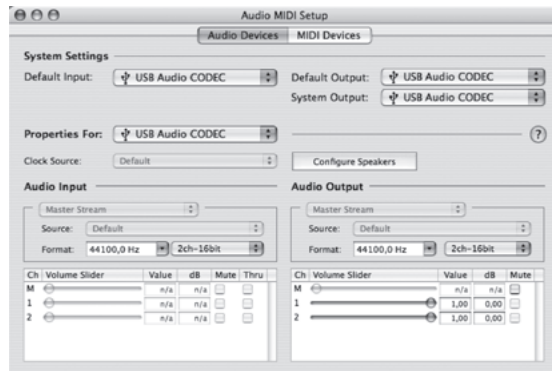 Audio MIDI Setup
Audio Devices MIDI Devices
System Settings
Default Input: USB Audio CODEC
Default Output: USB Audio CODEC
System Output: USB Audio CODEC
Properties For: USB Audio CODEC ?
Clock Source: Default
Configure Speakers
Audio Input
Master Stream
Source: Default
Format: 44100,0 Hz 2ch-16bit
Ch Volume Slider Value dB Mute Thru
M n/a n/a
1 n/a n/a
2 n/a n/a
Audio Output
Master Stream
Source: Default
Format: 44100,0 Hz 2ch-16bit
Ch Volume Slider Value dB Mute
M n/a n/a
1 1,00 0,00
2 1,00 0,00